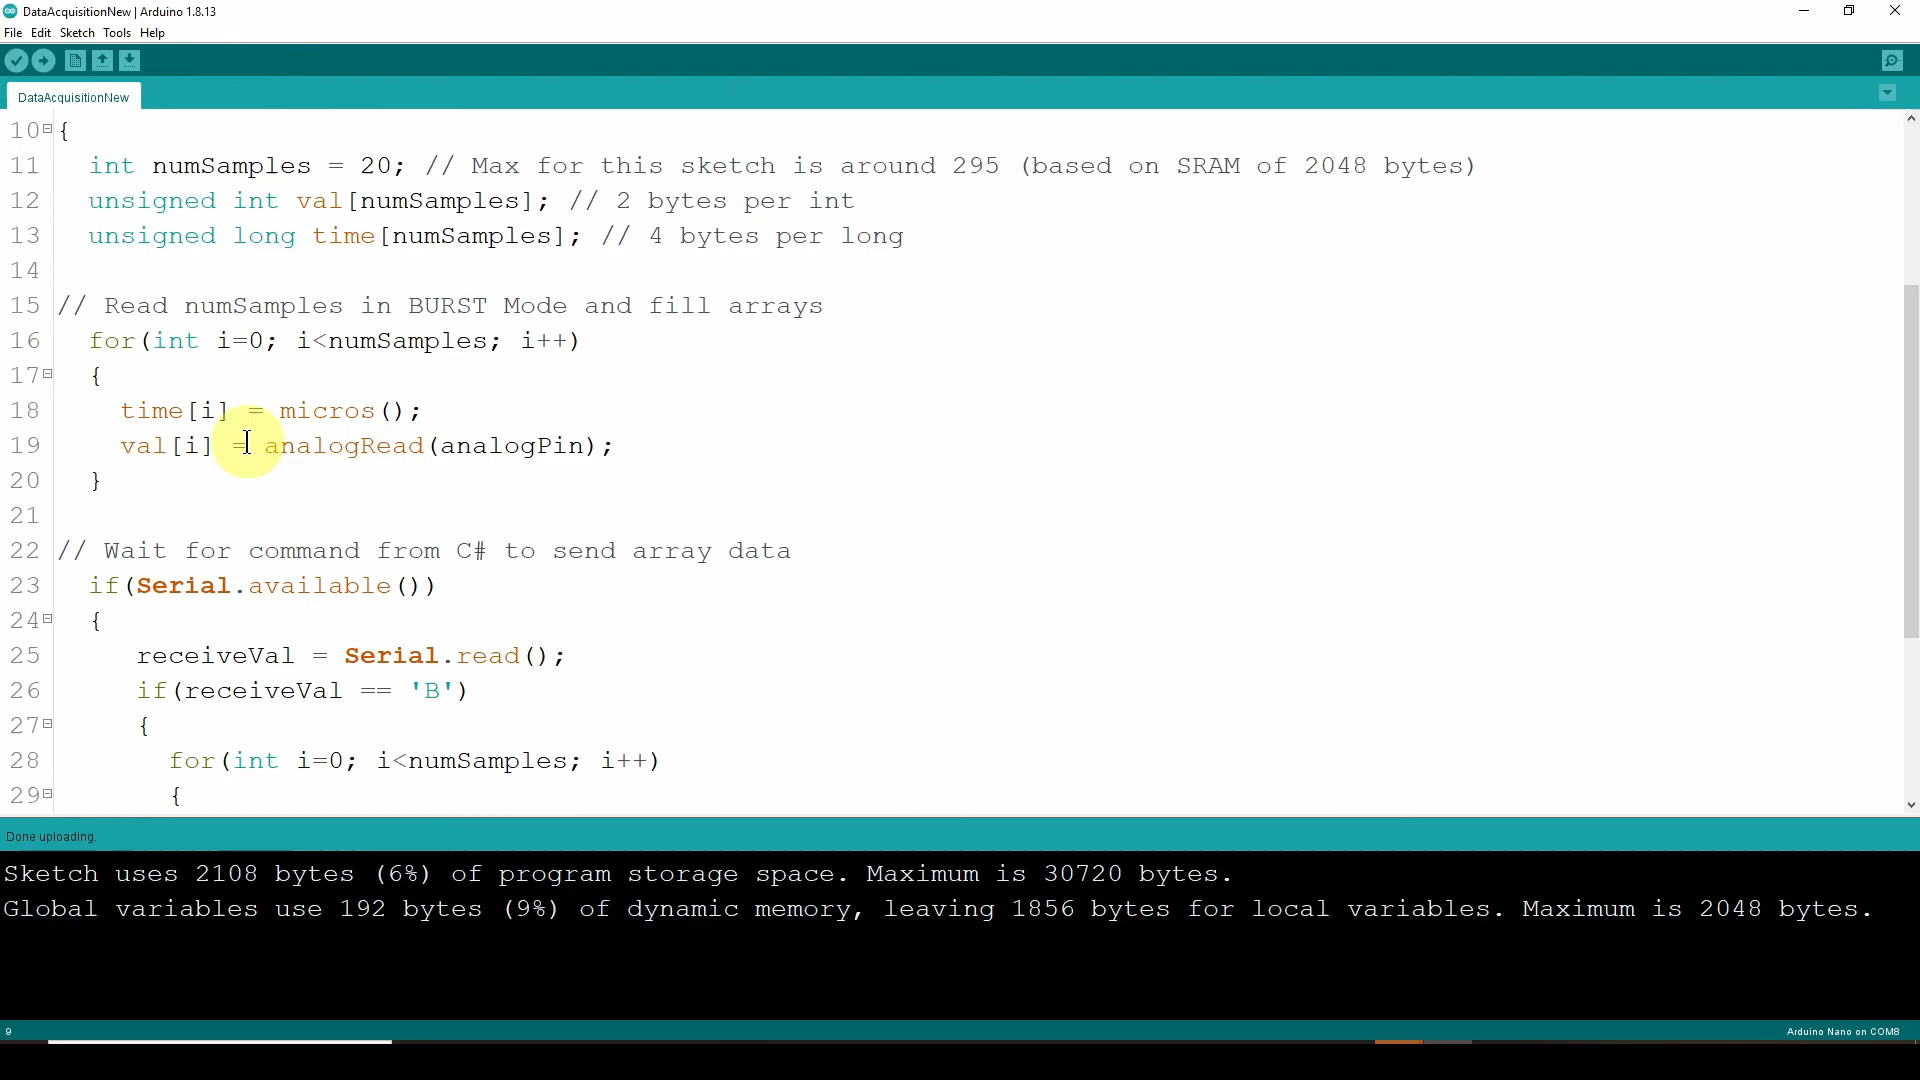 DataAcquisitionNew | Arduino 1.8.13
File Edit Sketch Tools Help
DataAcquisitionNew
10 {
11 int numSamples = 20; // Max for this sketch is around 295 (based on SRAM of 2048 bytes)
12 unsigned int val[numSamples]; // 2 bytes per int
13 unsigned long time[numSamples]; // 4 bytes per long
14
15 // Read numSamples in BURST Mode and fill arrays
16 for(int i=0; i<numSamples; i++)
17 {
18 time[i] = micros();
19 val[i] = analogRead(analogPin);
20 }
21
22 // Wait for command from C# to send array data
23 if(Serial.available())
24 {
25 receiveVal = Serial.read();
26 if(receiveVal == 'B')
27 {
28 for(int i=0; i<numSamples; i++)
29 {
Done uploading.
Sketch uses 2108 bytes (6%) of program storage space. Maximum is 30720 bytes.
Global variables use 192 bytes (9%) of dynamic memory, leaving 1856 bytes for local variables. Maximum is 2048 bytes.
9 Arduino Nano on COM8